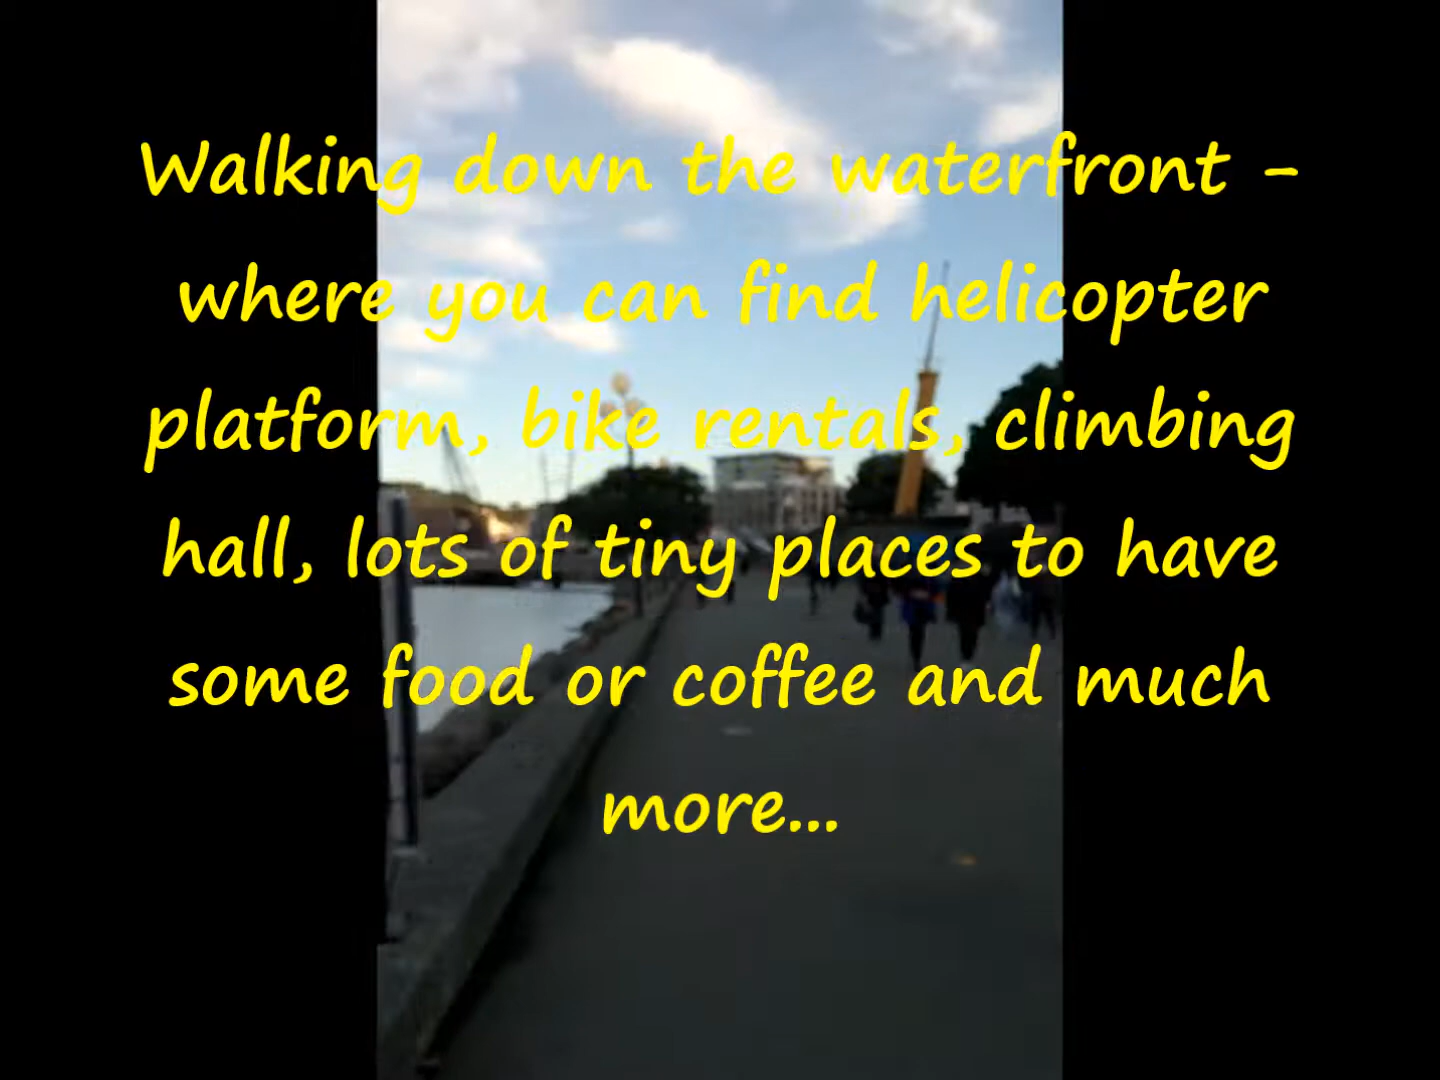 Walking down the waterfront -
where you can find helicopter
platform, bike rentals, climbing
hall, lots of tiny places to have
some food or coffee and much
more...